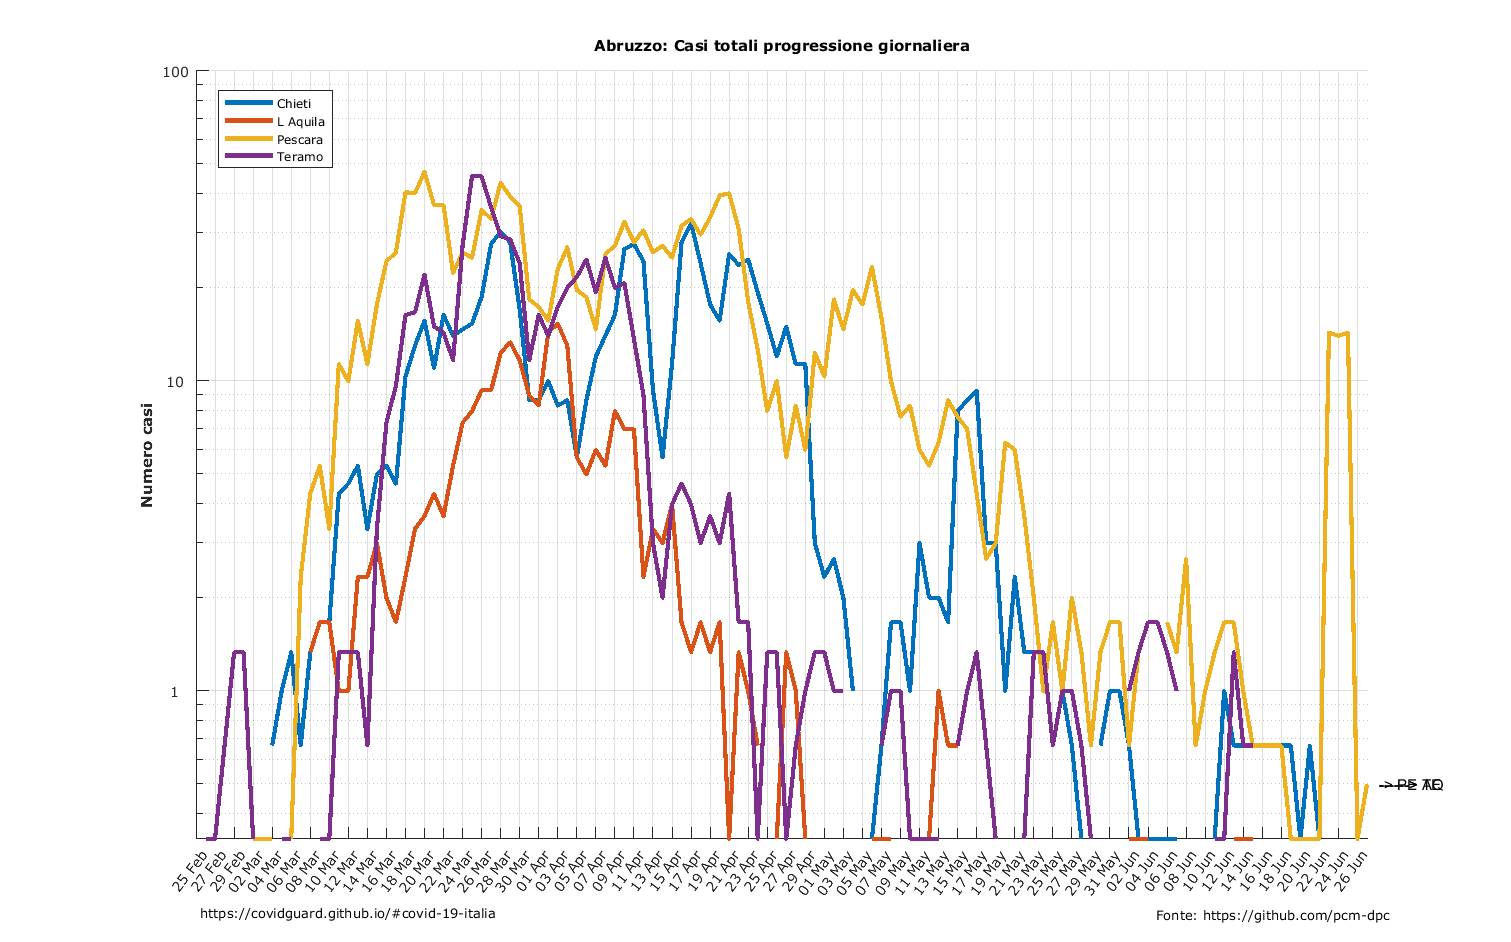 Abruzzo: Casi totali progressione giornaliera
100
10
1
Numero casi
Chieti
L Aquila
Pescara
Teramo
25 Feb
27 Feb
29 Feb
02 Mar
04 Mar
06 Mar
08 Mar
10 Mar
12 Mar
14 Mar
16 Mar
18 Mar
20 Mar
22 Mar
24 Mar
26 Mar
28 Mar
30 Mar
01 Apr
03 Apr
05 Apr
07 Apr
09 Apr
11 Apr
13 Apr
15 Apr
17 Apr
19 Apr
21 Apr
23 Apr
25 Apr
27 Apr
29 Apr
01 May
03 May
05 May
07 May
09 May
11 May
13 May
15 May
17 May
19 May
21 May
23 May
25 May
27 May
29 May
31 May
02 Jun
04 Jun
06 Jun
08 Jun
10 Jun
12 Jun
14 Jun
16 Jun
18 Jun
20 Jun
22 Jun
24 Jun
26 Jun
https://covidguard.github.io/#covid-19-italia
Fonte: https://github.com/pcm-dpc